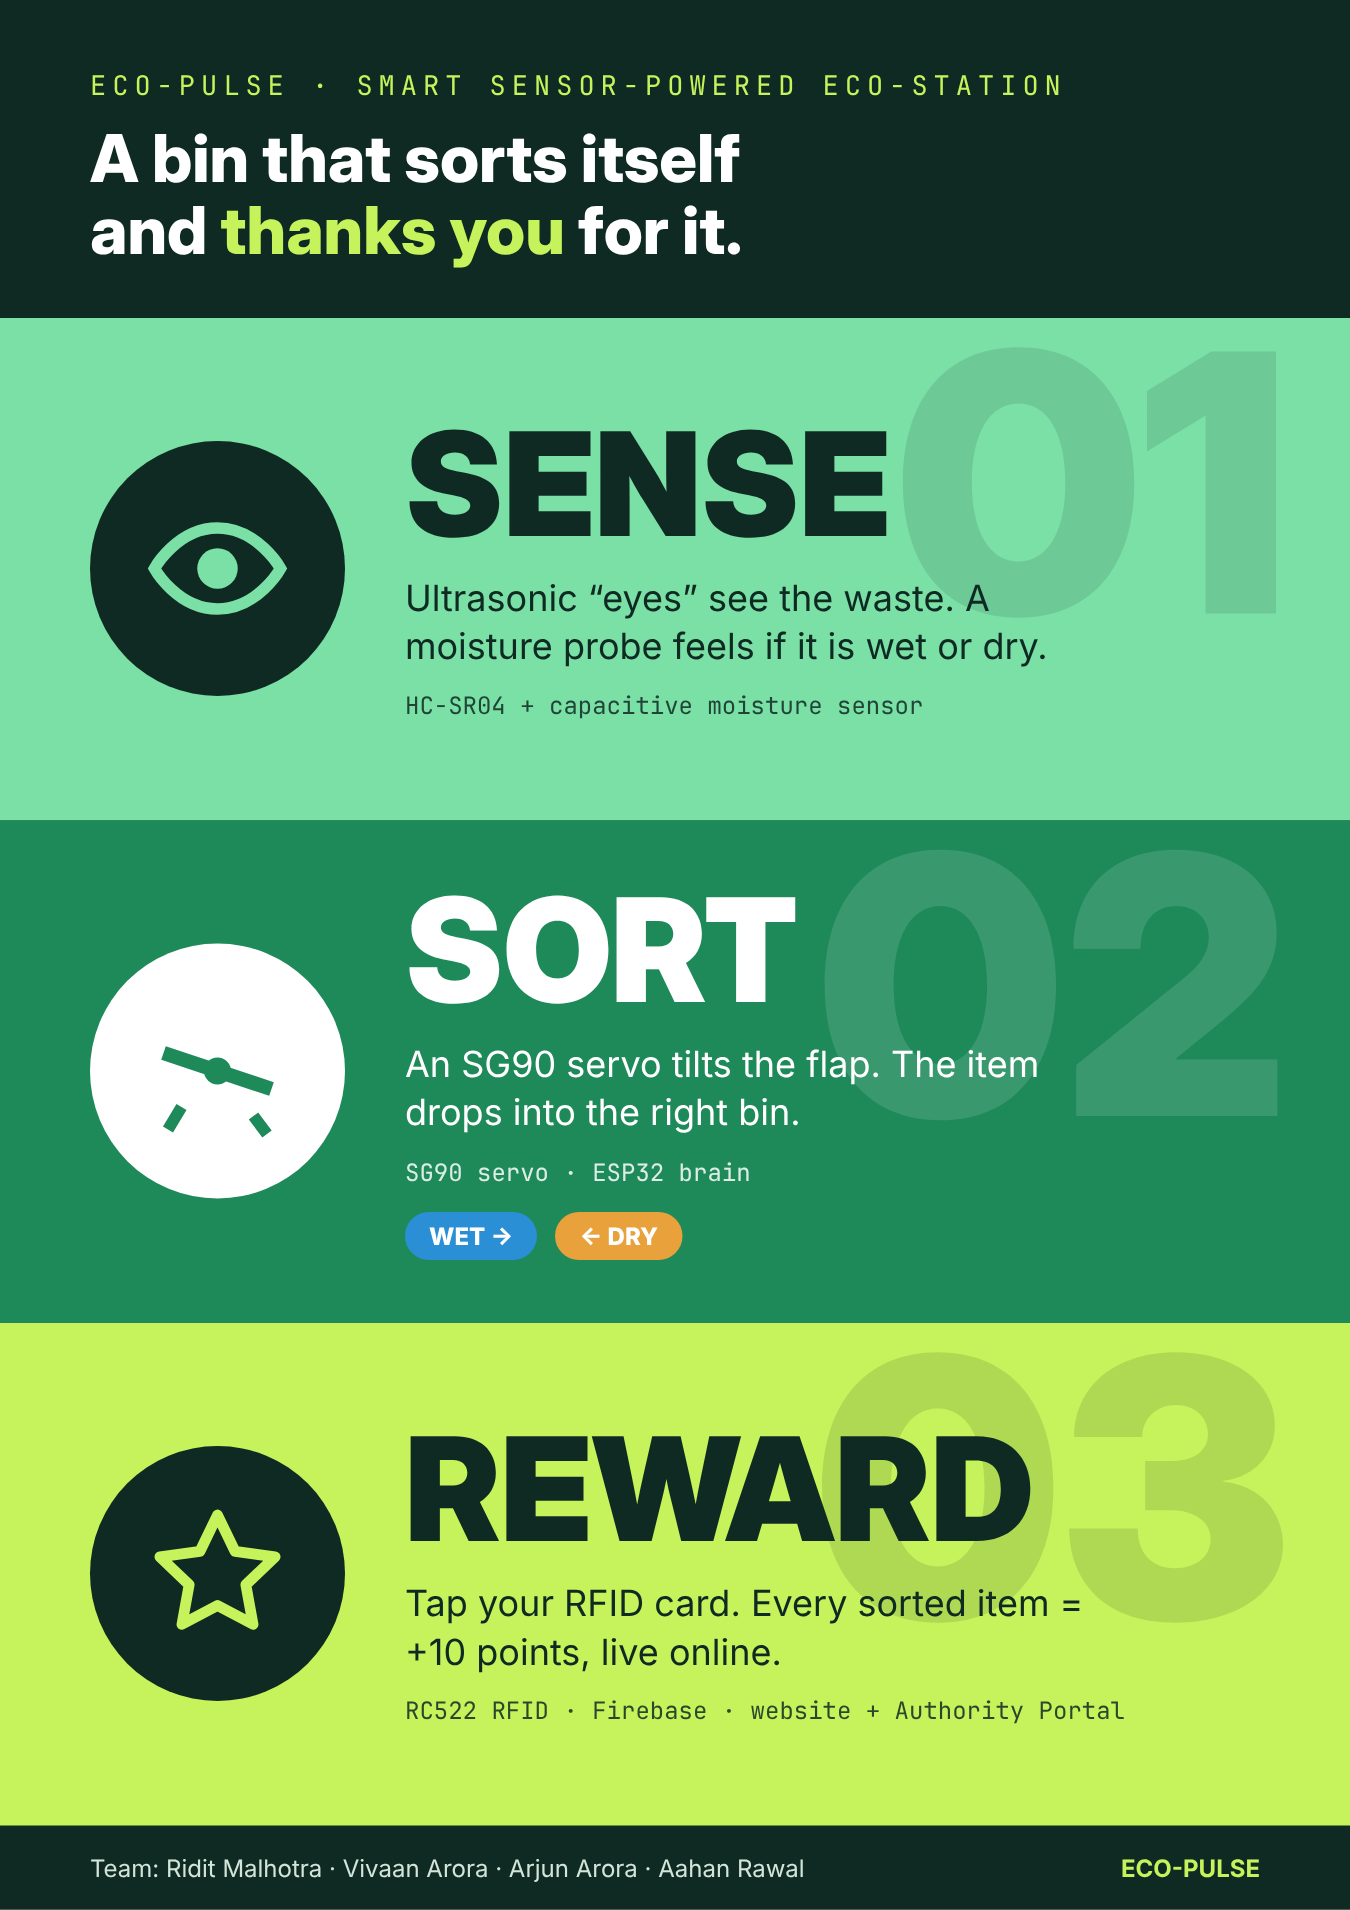 ECO-PULSE · SMART SENSOR-POWERED ECO-STATION
A bin that sorts itself
and thanks you for it.
01
SENSE
Ultrasonic “eyes” see the waste. A
moisture probe feels if it is wet or dry.
HC-SR04 + capacitive moisture sensor
02
SORT
An SG90 servo tilts the flap. The item
drops into the right bin.
SG90 servo · ESP32 brain
WET → ← DRY
03
REWARD
Tap your RFID card. Every sorted item =
+10 points, live online.
RC522 RFID · Firebase · website + Authority Portal
Team: Ridit Malhotra · Vivaan Arora · Arjun Arora · Aahan Rawal
ECO-PULSE